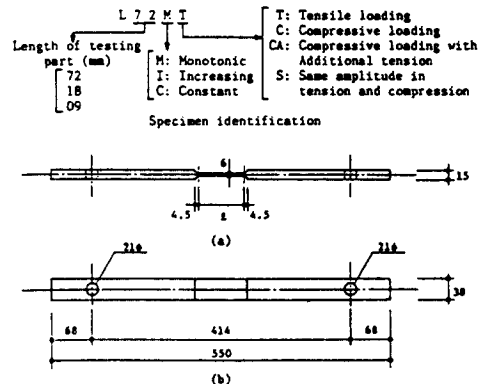 L 7 2 M T
Length of testing
part (mm)
72
18
09
M: Monotonic
I: Increasing
C: Constant
T: Tensile loading
C: Compressive loading
CA: Compressive loading with
Additional tension
S: Same amplitude in
tension and compression
Specimen identification
6
15
4.5
ℓ
4.5
(a)
21φ
21φ
38
68
414
68
550
(b)